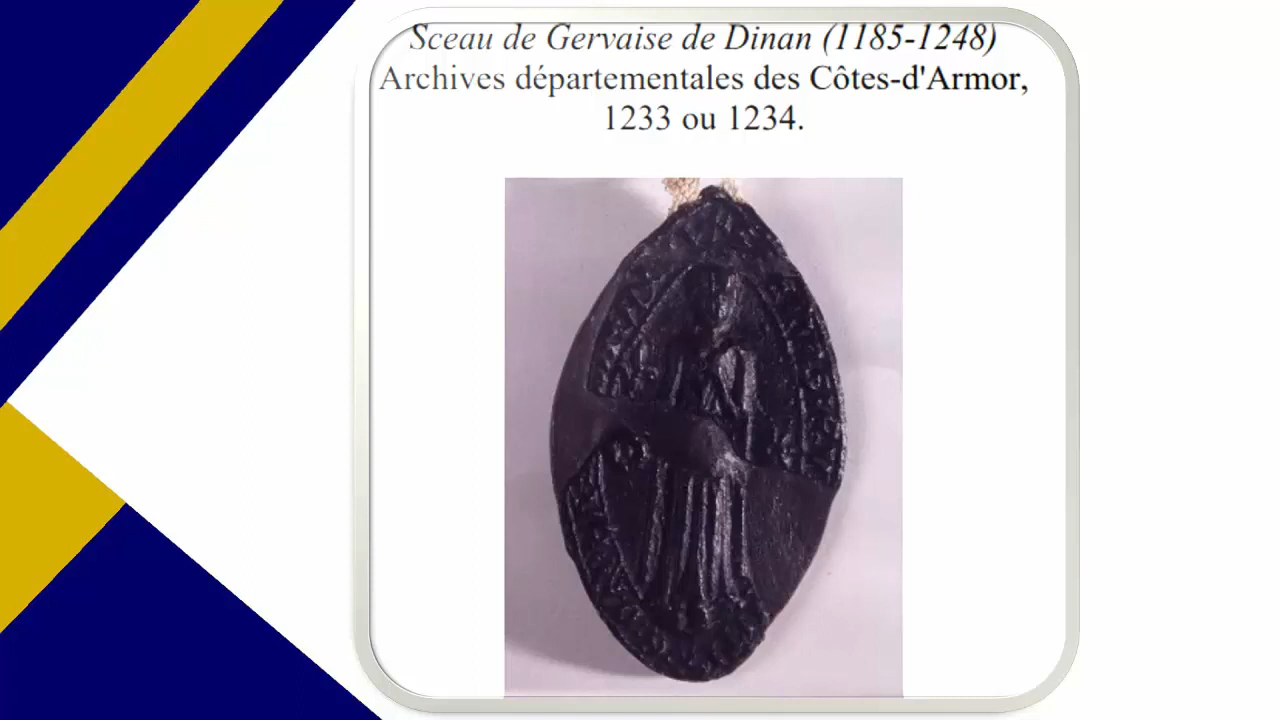 Sceau de Gervaise de Dinan (1185-1248)
Archives départementales des Côtes-d'Armor,
1233 ou 1234.